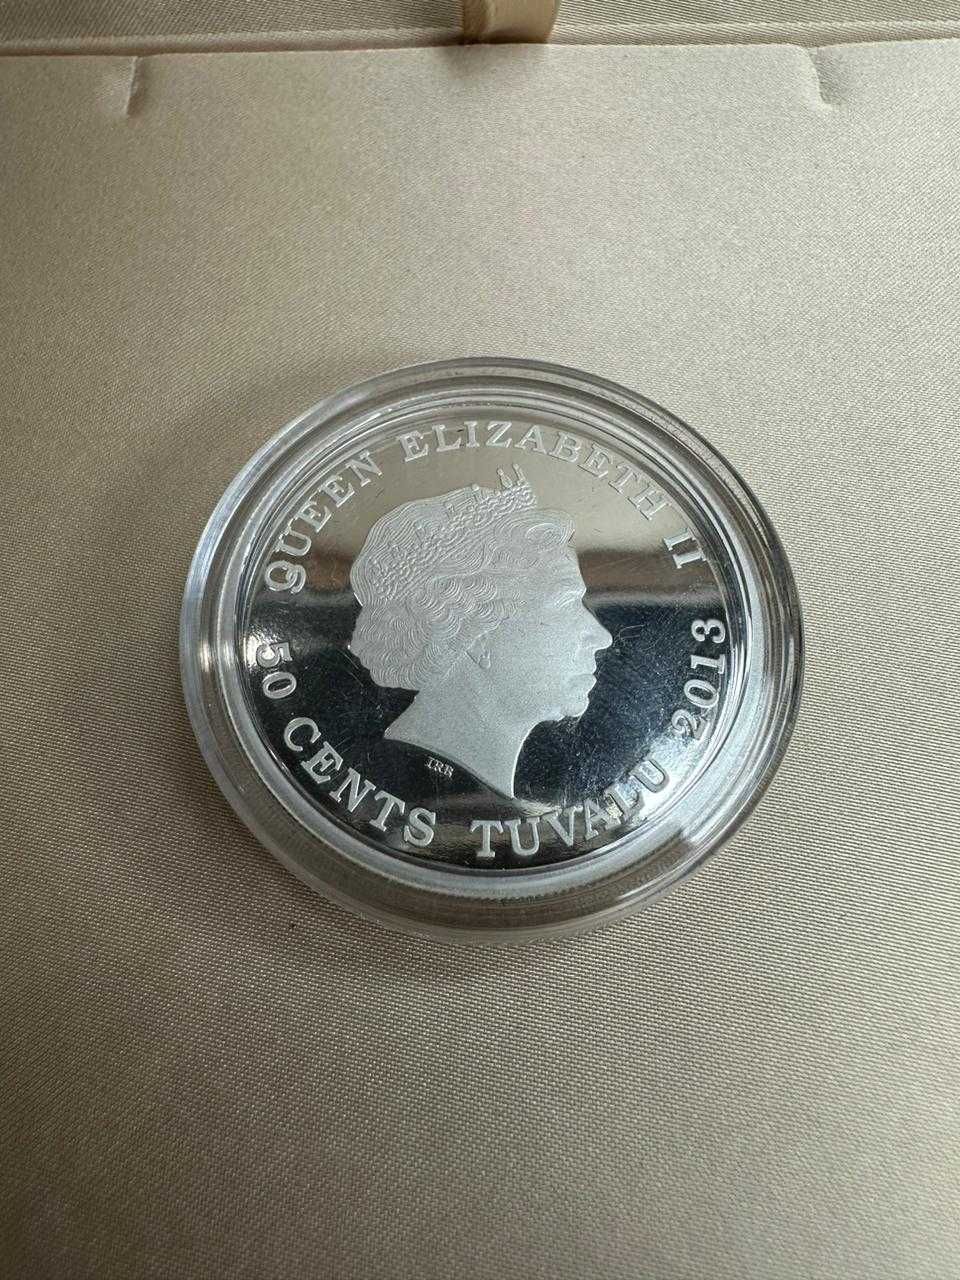 QUEEN ELIZABETH II
50 CENTS TUVALU 2013
IRB